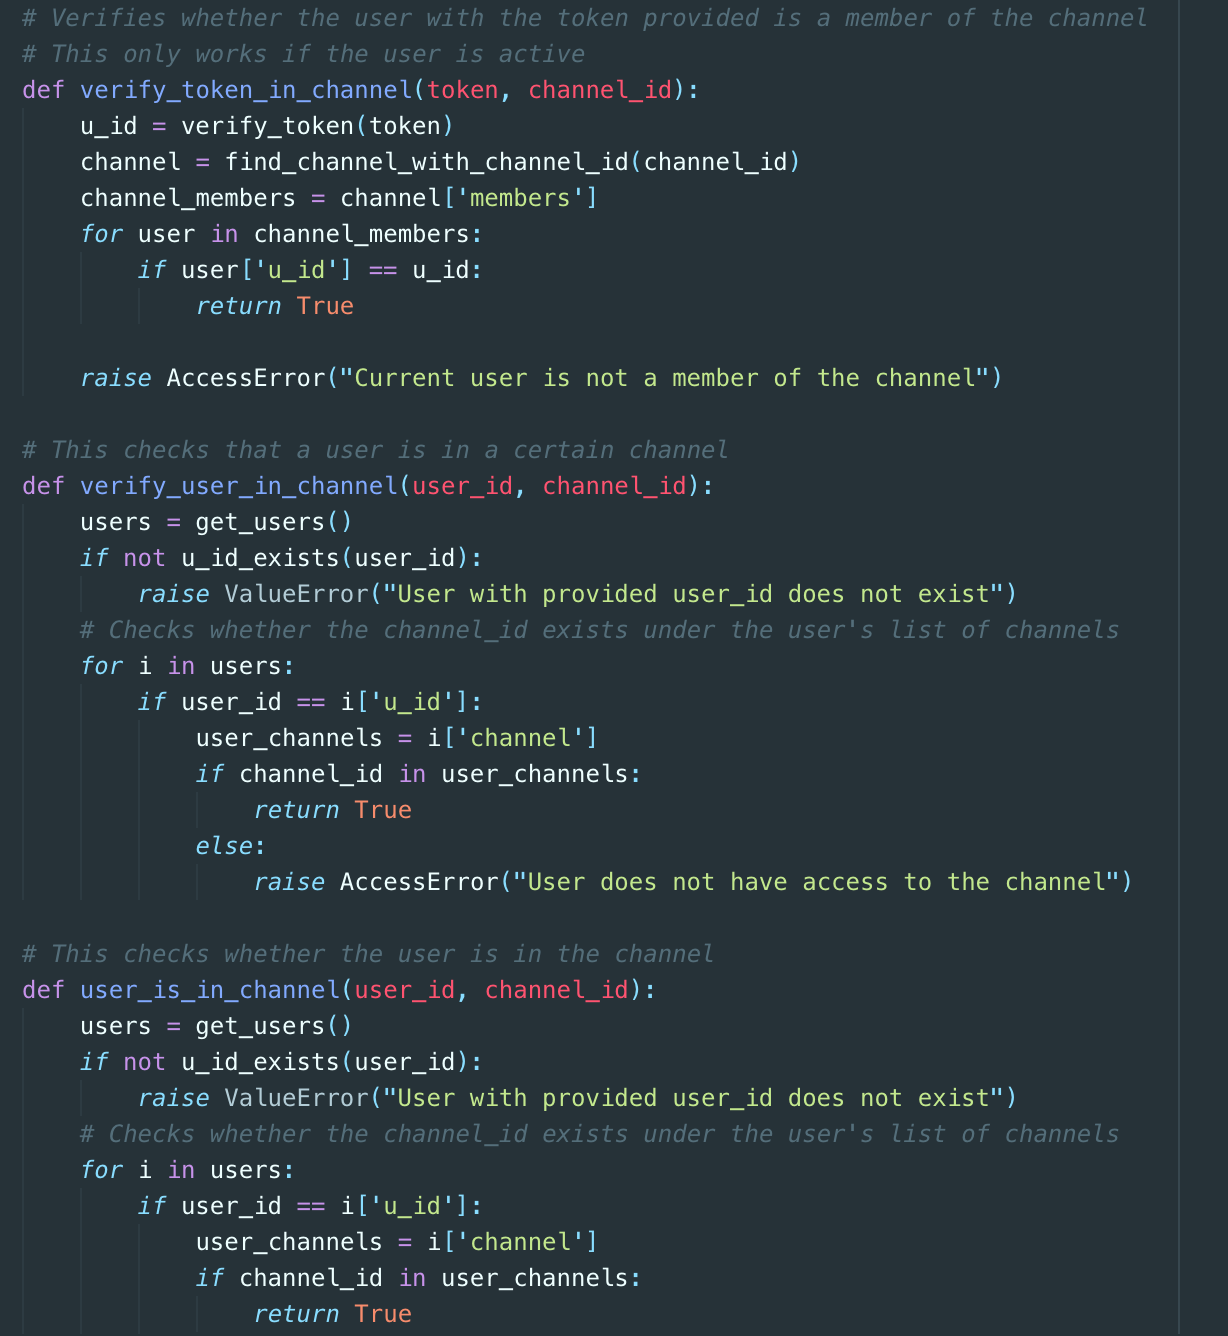 # Verifies whether the user with the token provided is a member of the channel
# This only works if the user is active
def verify_token_in_channel(token, channel_id):
    u_id = verify_token(token)
    channel = find_channel_with_channel_id(channel_id)
    channel_members = channel['members']
    for user in channel_members:
        if user['u_id'] == u_id:
            return True

    raise AccessError("Current user is not a member of the channel")

# This checks that a user is in a certain channel
def verify_user_in_channel(user_id, channel_id):
    users = get_users()
    if not u_id_exists(user_id):
        raise ValueError("User with provided user_id does not exist")
    # Checks whether the channel_id exists under the user's list of channels
    for i in users:
        if user_id == i['u_id']:
            user_channels = i['channel']
            if channel_id in user_channels:
                return True
            else:
                raise AccessError("User does not have access to the channel")

# This checks whether the user is in the channel
def user_is_in_channel(user_id, channel_id):
    users = get_users()
    if not u_id_exists(user_id):
        raise ValueError("User with provided user_id does not exist")
    # Checks whether the channel_id exists under the user's list of channels
    for i in users:
        if user_id == i['u_id']:
            user_channels = i['channel']
            if channel_id in user_channels:
                return True